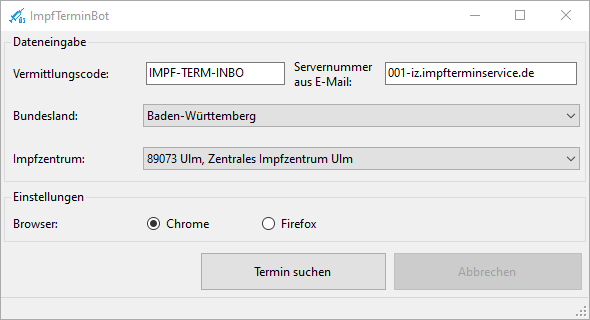 ImpfTerminBot
Dateneingabe
Vermittlungscode:
IMPF-TERM-INBO
Servernummer
aus E-Mail:
001-iz.impfterminservice.de
Bundesland:
Baden-Württemberg
Impfzentrum:
89073 Ulm, Zentrales Impfzentrum Ulm
Einstellungen
Browser:
Chrome
Firefox
Termin suchen
Abbrechen